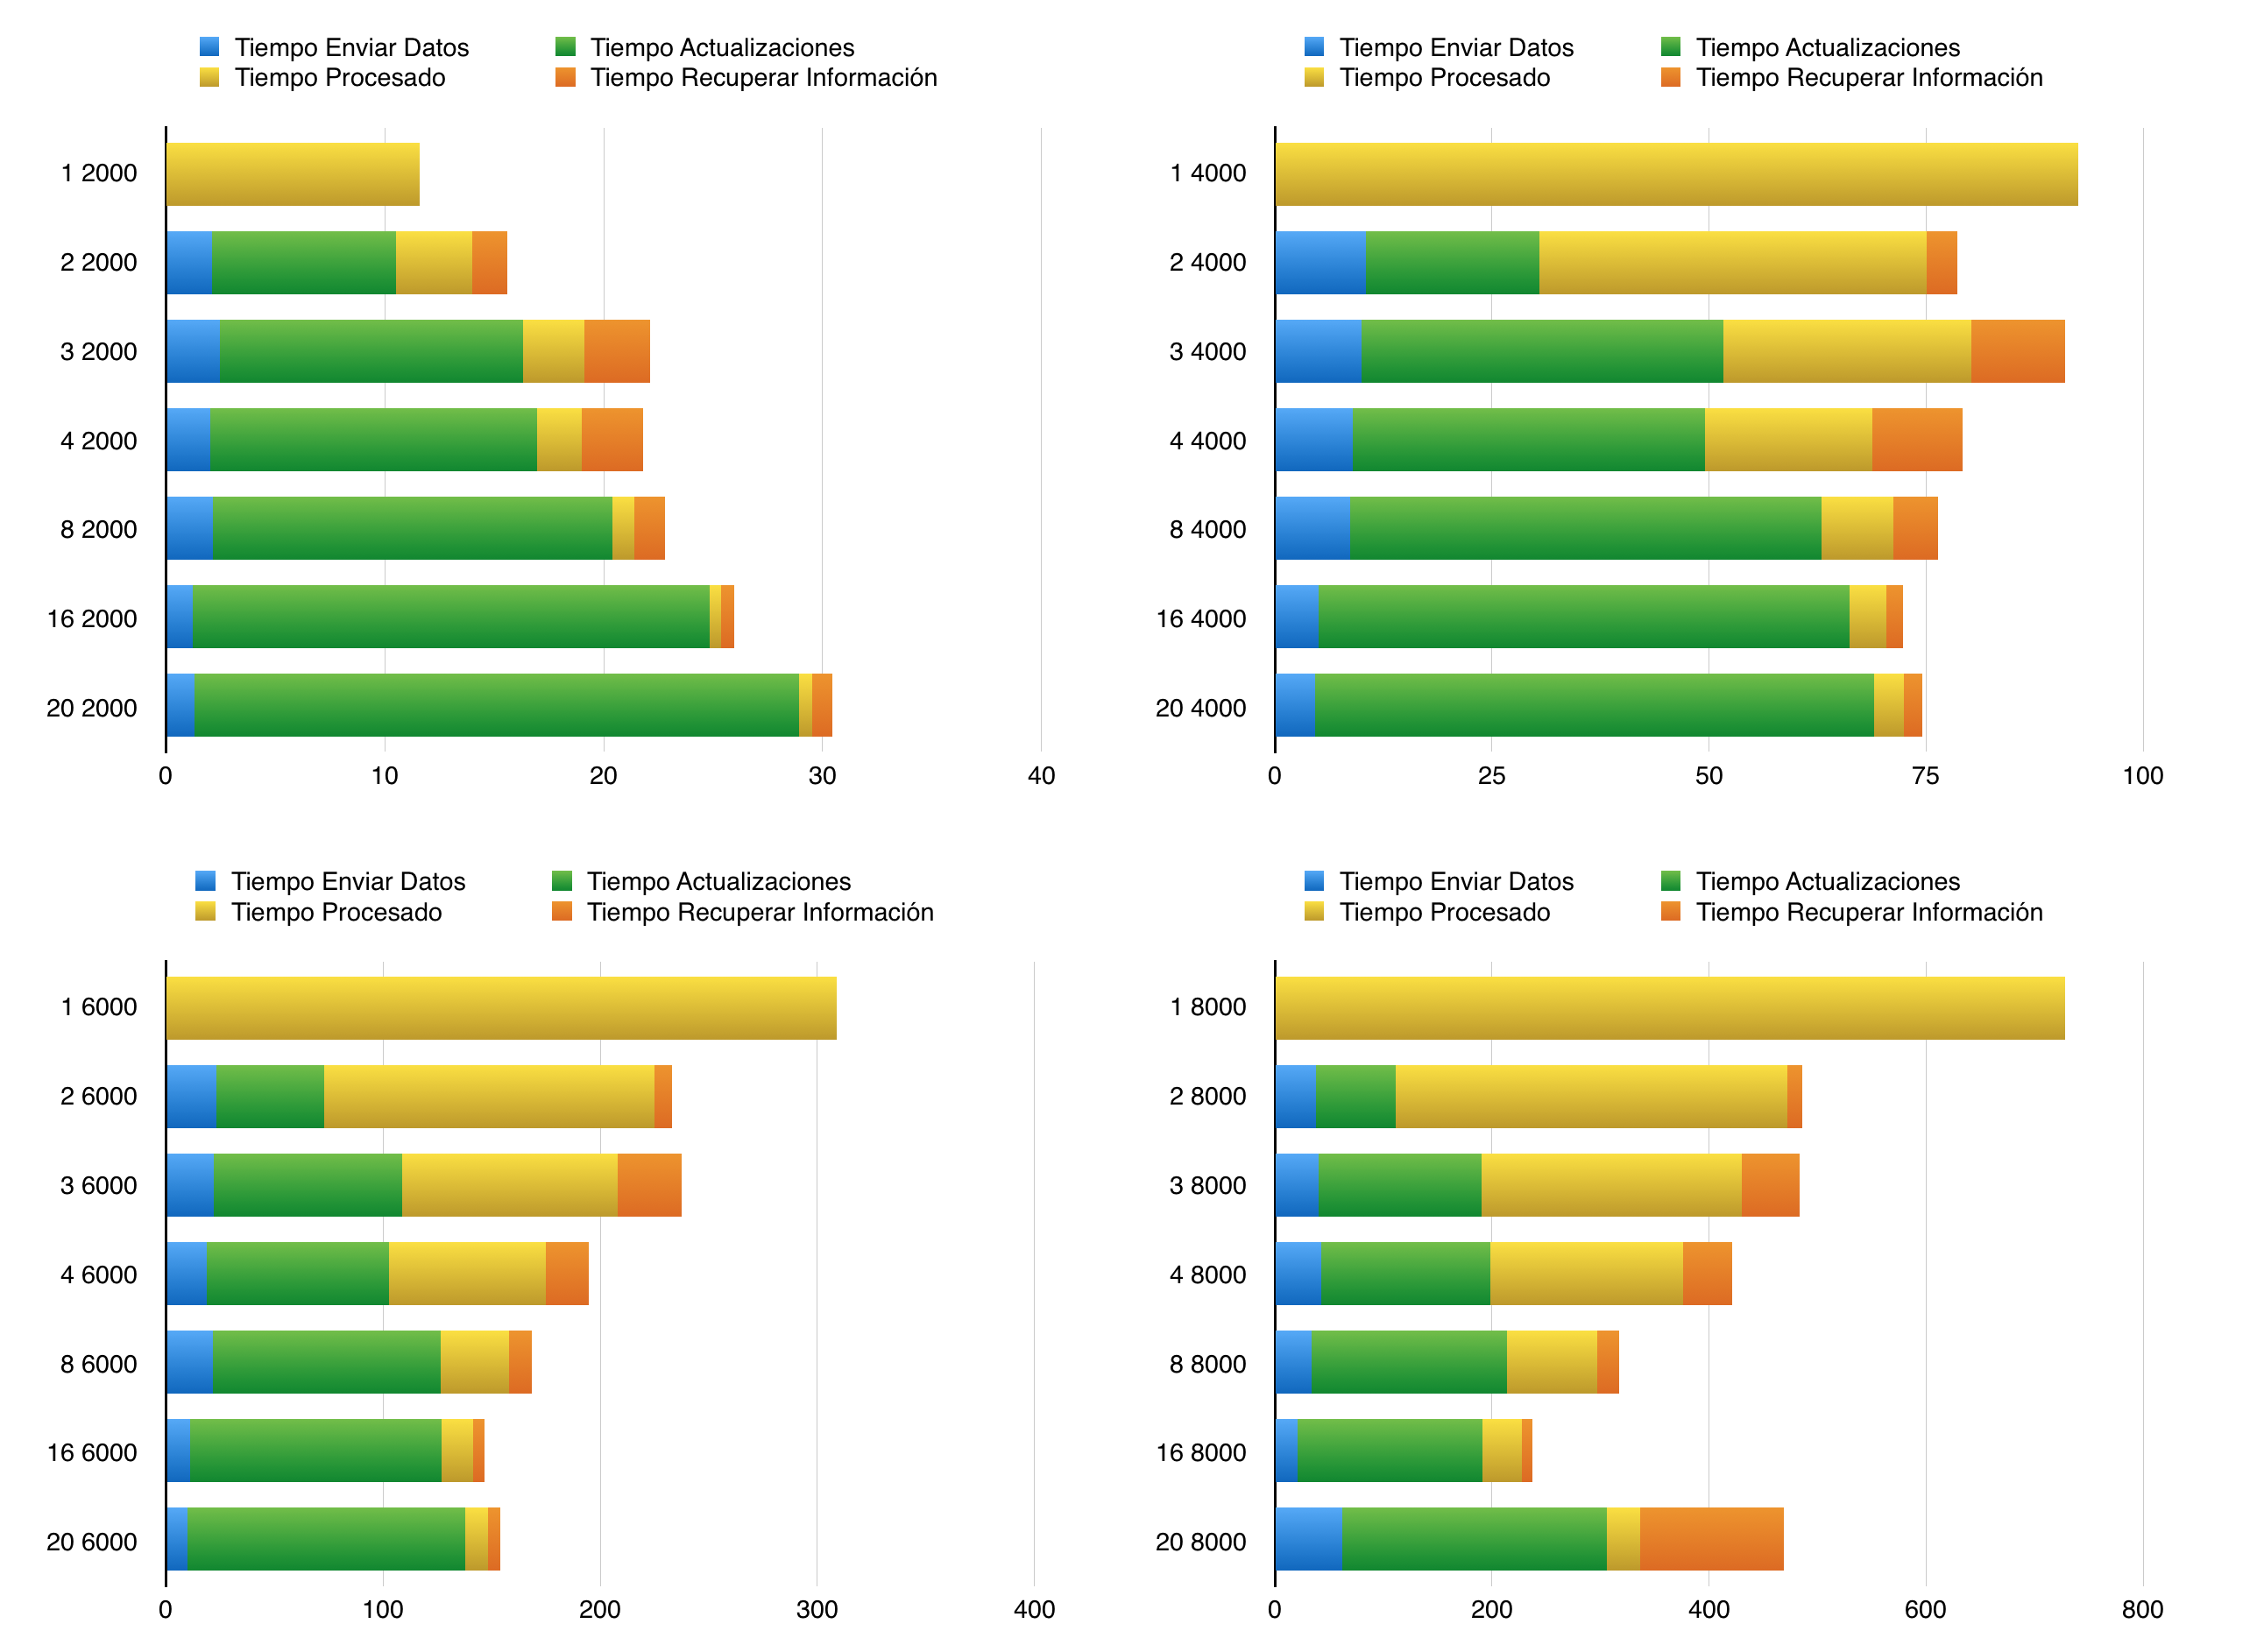 Tiempo Enviar Datos Tiempo Actualizaciones
Tiempo Procesado Tiempo Recuperar Información
1 2000
2 2000
3 2000
4 2000
8 2000
16 2000
20 2000
0 10 20 30 40
Tiempo Enviar Datos Tiempo Actualizaciones
Tiempo Procesado Tiempo Recuperar Información
1 4000
2 4000
3 4000
4 4000
8 4000
16 4000
20 4000
0 25 50 75 100
Tiempo Enviar Datos Tiempo Actualizaciones
Tiempo Procesado Tiempo Recuperar Información
1 6000
2 6000
3 6000
4 6000
8 6000
16 6000
20 6000
0 100 200 300 400
Tiempo Enviar Datos Tiempo Actualizaciones
Tiempo Procesado Tiempo Recuperar Información
1 8000
2 8000
3 8000
4 8000
8 8000
16 8000
20 8000
0 200 400 600 800